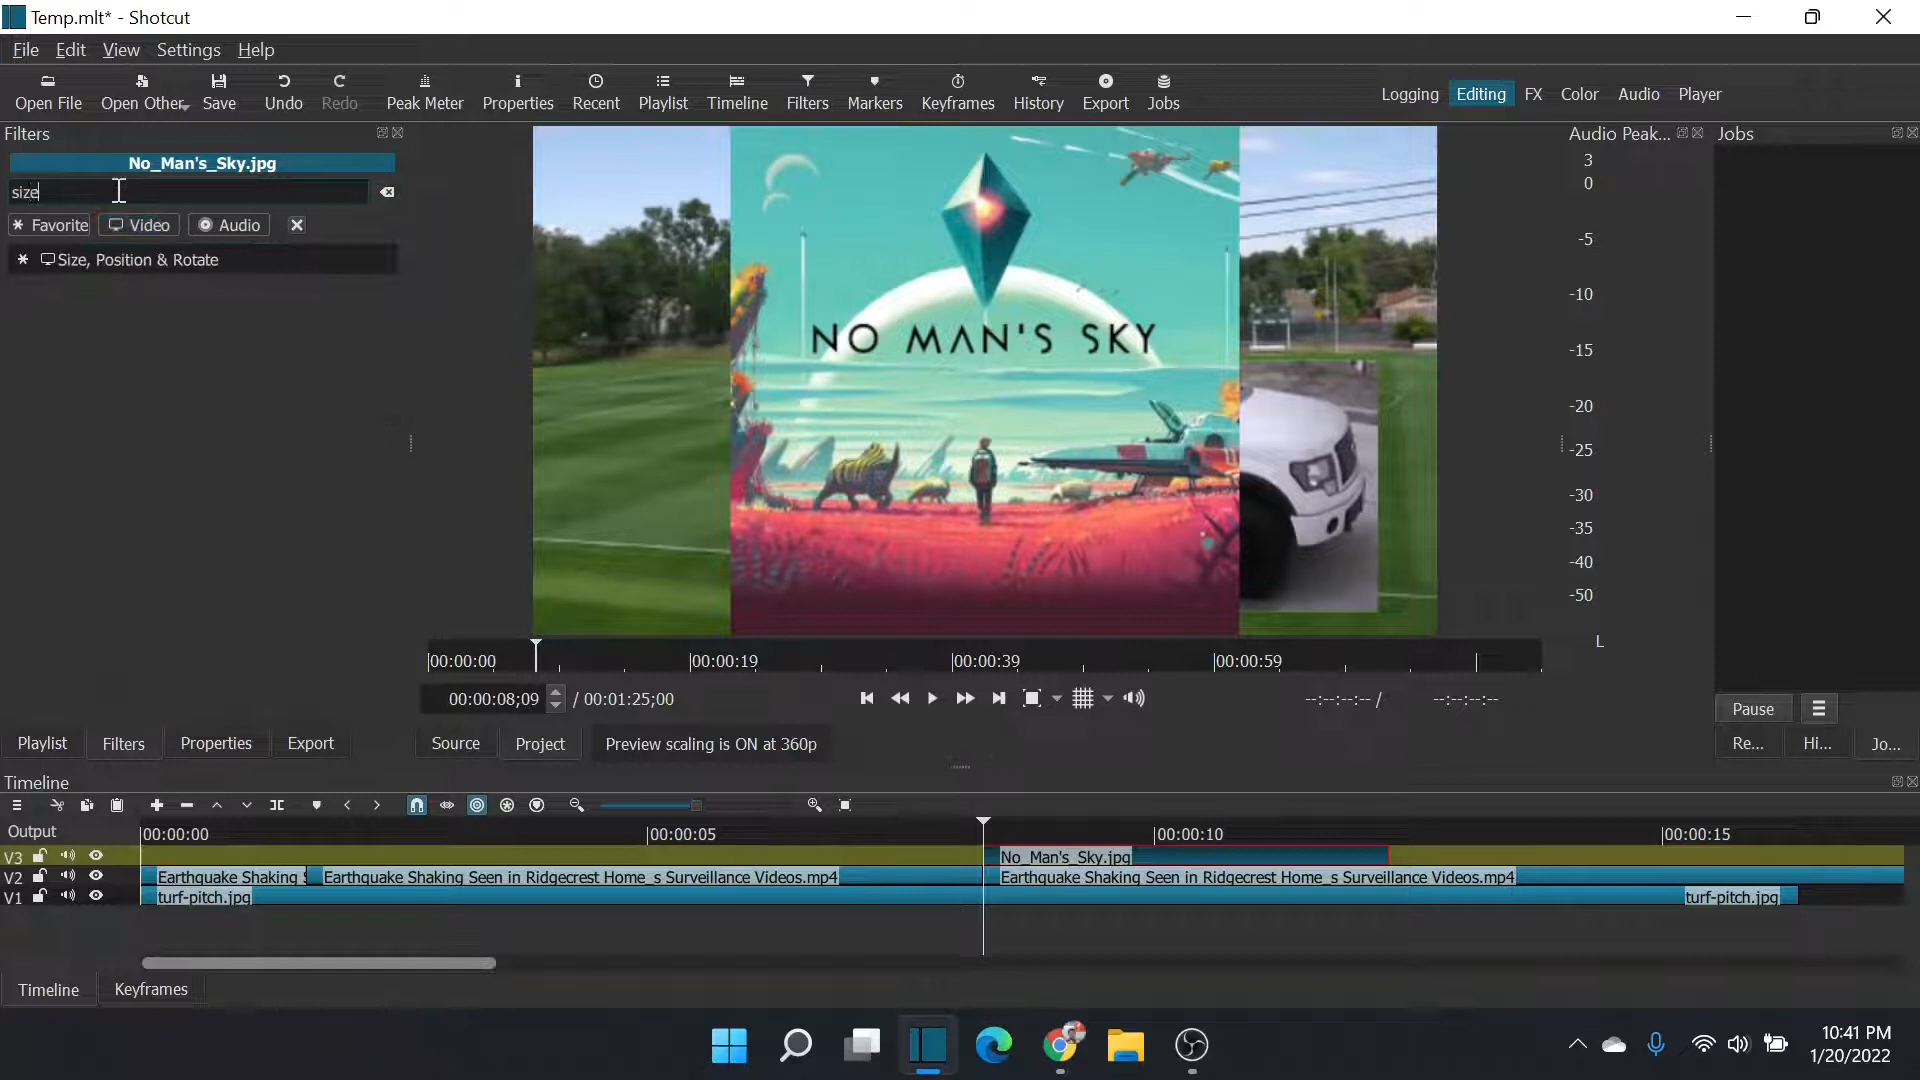 Temp.mlt* - Shotcut
File Edit View Settings Help
Open File Open Other Save Undo Redo Peak Meter Properties Recent Playlist Timeline Filters Markers Keyframes History Export Jobs
Logging Editing FX Color Audio Player
Filters
No_Man's_Sky.jpg
size
Favorite Video Audio
Size, Position & Rotate
NO MAN'S SKY
Audio Peak...
3
0
-5
-10
-15
-20
-25
-30
-35
-40
-50
L
Jobs
Pause
Re... Hi... Jo...
00:00:00 00:00:19 00:00:39 00:00:59
00:00:08;09 / 00:01:25;00
--:--:--:-- / --:--:--:--
Playlist Filters Properties Export
Source Project Preview scaling is ON at 360p
Timeline
Output
00:00:00 00:00:05 00:00:10 00:00:15
V3 No_Man's_Sky.jpg
V2 Earthquake Shaking S Earthquake Shaking Seen in Ridgecrest Home_s Surveillance Videos.mp4 Earthquake Shaking Seen in Ridgecrest Home_s Surveillance Videos.mp4
V1 turf-pitch.jpg turf-pitch.jpg
Timeline Keyframes
10:41 PM
1/20/2022